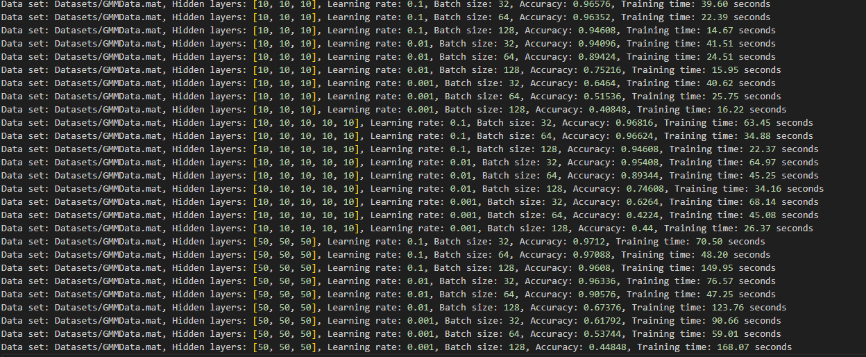 Data set: Datasets/GMMData.mat, Hidden layers: [10, 10, 10], Learning rate: 0.1, Batch size: 32, Accuracy: 0.96576, Training time: 39.60 seconds
Data set: Datasets/GMMData.mat, Hidden layers: [10, 10, 10], Learning rate: 0.1, Batch size: 64, Accuracy: 0.96352, Training time: 22.39 seconds
Data set: Datasets/GMMData.mat, Hidden layers: [10, 10, 10], Learning rate: 0.1, Batch size: 128, Accuracy: 0.94608, Training time: 14.67 seconds
Data set: Datasets/GMMData.mat, Hidden layers: [10, 10, 10], Learning rate: 0.01, Batch size: 32, Accuracy: 0.94096, Training time: 41.51 seconds
Data set: Datasets/GMMData.mat, Hidden layers: [10, 10, 10], Learning rate: 0.01, Batch size: 64, Accuracy: 0.89424, Training time: 24.51 seconds
Data set: Datasets/GMMData.mat, Hidden layers: [10, 10, 10], Learning rate: 0.01, Batch size: 128, Accuracy: 0.75216, Training time: 15.95 seconds
Data set: Datasets/GMMData.mat, Hidden layers: [10, 10, 10], Learning rate: 0.001, Batch size: 32, Accuracy: 0.6464, Training time: 40.62 seconds
Data set: Datasets/GMMData.mat, Hidden layers: [10, 10, 10], Learning rate: 0.001, Batch size: 64, Accuracy: 0.51536, Training time: 25.75 seconds
Data set: Datasets/GMMData.mat, Hidden layers: [10, 10, 10], Learning rate: 0.001, Batch size: 128, Accuracy: 0.40848, Training time: 16.22 seconds
Data set: Datasets/GMMData.mat, Hidden layers: [10, 10, 10, 10, 10], Learning rate: 0.1, Batch size: 32, Accuracy: 0.96816, Training time: 63.45 seconds
Data set: Datasets/GMMData.mat, Hidden layers: [10, 10, 10, 10, 10], Learning rate: 0.1, Batch size: 64, Accuracy: 0.96624, Training time: 34.88 seconds
Data set: Datasets/GMMData.mat, Hidden layers: [10, 10, 10, 10, 10], Learning rate: 0.1, Batch size: 128, Accuracy: 0.94608, Training time: 22.37 seconds
Data set: Datasets/GMMData.mat, Hidden layers: [10, 10, 10, 10, 10], Learning rate: 0.01, Batch size: 32, Accuracy: 0.95408, Training time: 64.97 seconds
Data set: Datasets/GMMData.mat, Hidden layers: [10, 10, 10, 10, 10], Learning rate: 0.01, Batch size: 64, Accuracy: 0.89344, Training time: 45.25 seconds
Data set: Datasets/GMMData.mat, Hidden layers: [10, 10, 10, 10, 10], Learning rate: 0.01, Batch size: 128, Accuracy: 0.74608, Training time: 34.16 seconds
Data set: Datasets/GMMData.mat, Hidden layers: [10, 10, 10, 10, 10], Learning rate: 0.001, Batch size: 32, Accuracy: 0.6264, Training time: 68.14 seconds
Data set: Datasets/GMMData.mat, Hidden layers: [10, 10, 10, 10, 10], Learning rate: 0.001, Batch size: 64, Accuracy: 0.4224, Training time: 45.08 seconds
Data set: Datasets/GMMData.mat, Hidden layers: [10, 10, 10, 10, 10], Learning rate: 0.001, Batch size: 128, Accuracy: 0.44, Training time: 26.37 seconds
Data set: Datasets/GMMData.mat, Hidden layers: [50, 50, 50], Learning rate: 0.1, Batch size: 32, Accuracy: 0.9712, Training time: 70.50 seconds
Data set: Datasets/GMMData.mat, Hidden layers: [50, 50, 50], Learning rate: 0.1, Batch size: 64, Accuracy: 0.97088, Training time: 48.20 seconds
Data set: Datasets/GMMData.mat, Hidden layers: [50, 50, 50], Learning rate: 0.1, Batch size: 128, Accuracy: 0.9608, Training time: 149.95 seconds
Data set: Datasets/GMMData.mat, Hidden layers: [50, 50, 50], Learning rate: 0.01, Batch size: 32, Accuracy: 0.96336, Training time: 76.57 seconds
Data set: Datasets/GMMData.mat, Hidden layers: [50, 50, 50], Learning rate: 0.01, Batch size: 64, Accuracy: 0.90576, Training time: 47.25 seconds
Data set: Datasets/GMMData.mat, Hidden layers: [50, 50, 50], Learning rate: 0.01, Batch size: 128, Accuracy: 0.67376, Training time: 123.76 seconds
Data set: Datasets/GMMData.mat, Hidden layers: [50, 50, 50], Learning rate: 0.001, Batch size: 32, Accuracy: 0.61792, Training time: 90.66 seconds
Data set: Datasets/GMMData.mat, Hidden layers: [50, 50, 50], Learning rate: 0.001, Batch size: 64, Accuracy: 0.53744, Training time: 59.01 seconds
Data set: Datasets/GMMData.mat, Hidden layers: [50, 50, 50], Learning rate: 0.001, Batch size: 128, Accuracy: 0.44848, Training time: 168.07 seconds